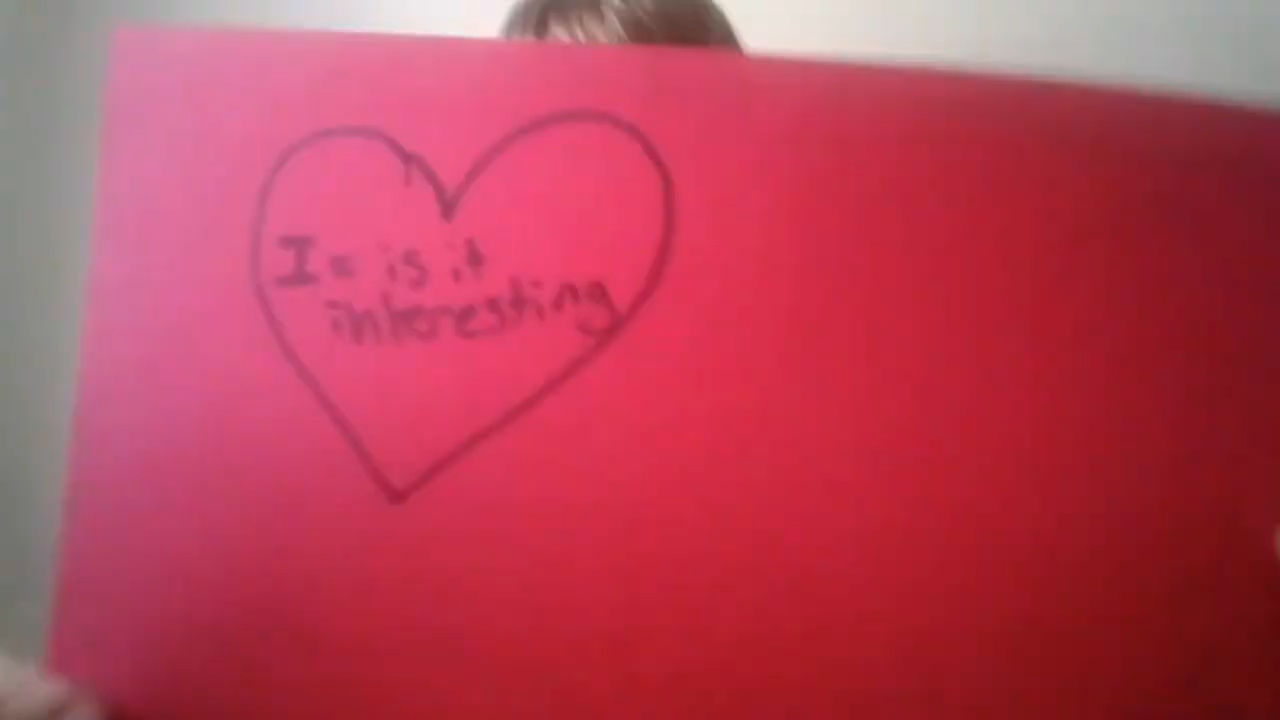 I = is it
interesting